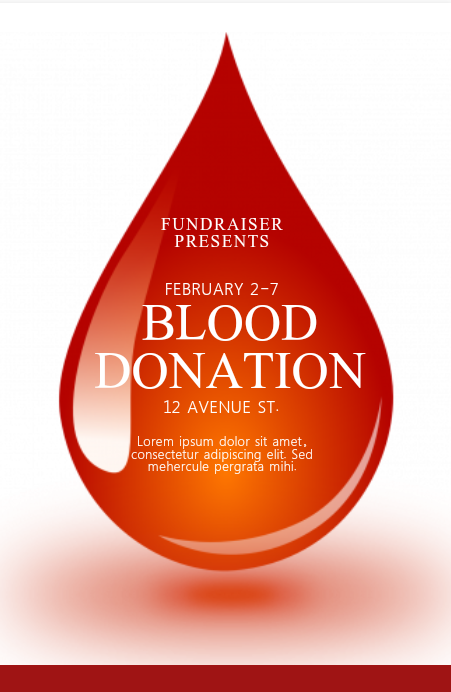 FUNDRAISER
PRESENTS
FEBRUARY 2-7
BLOOD
DONATION
12 AVENUE ST.
Lorem ipsum dolor sit amet,
consectetur adipiscing elit. Sed
mehercule pergrata mihi.